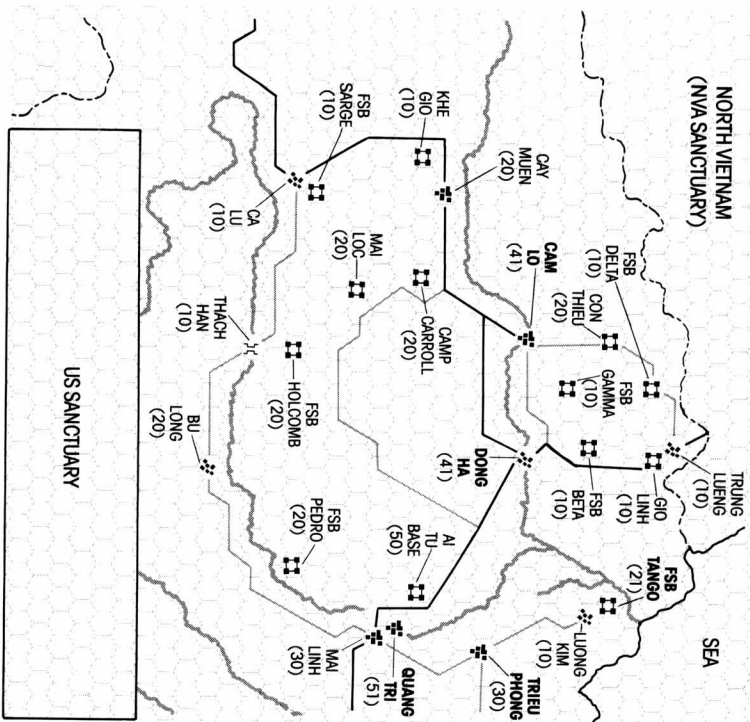 NORTH VIETNAM
(NVA SANCTUARY)
SEA
FSB
DELTA
(10)
CON
THIEU
(20)
FSB
GAMMA
(10)
TRUNG
LUENG
(10)
GIO
LINH
(10)
FSB
BETA
(10)
FSB
TANGO
(21)
LUONG
KIM
(10)
KHE
GIO
(10)
CAY
MUEN
(20)
CAM
LO
(41)
DONG
HA
(41)
TRIEU
PHONG
(30)
FSB
SARGE
(10)
CA
LU
(10)
MAI
LOC
(20)
CAMP
CARROLL
(20)
AI
TU
BASE
(50)
QUANG
TRI
(51)
MAI
LINH
(30)
THACH
HAN
(10)
FSB
HOLCOMB
(20)
BU
LONG
(20)
FSB
PEDRO
(20)
US SANCTUARY